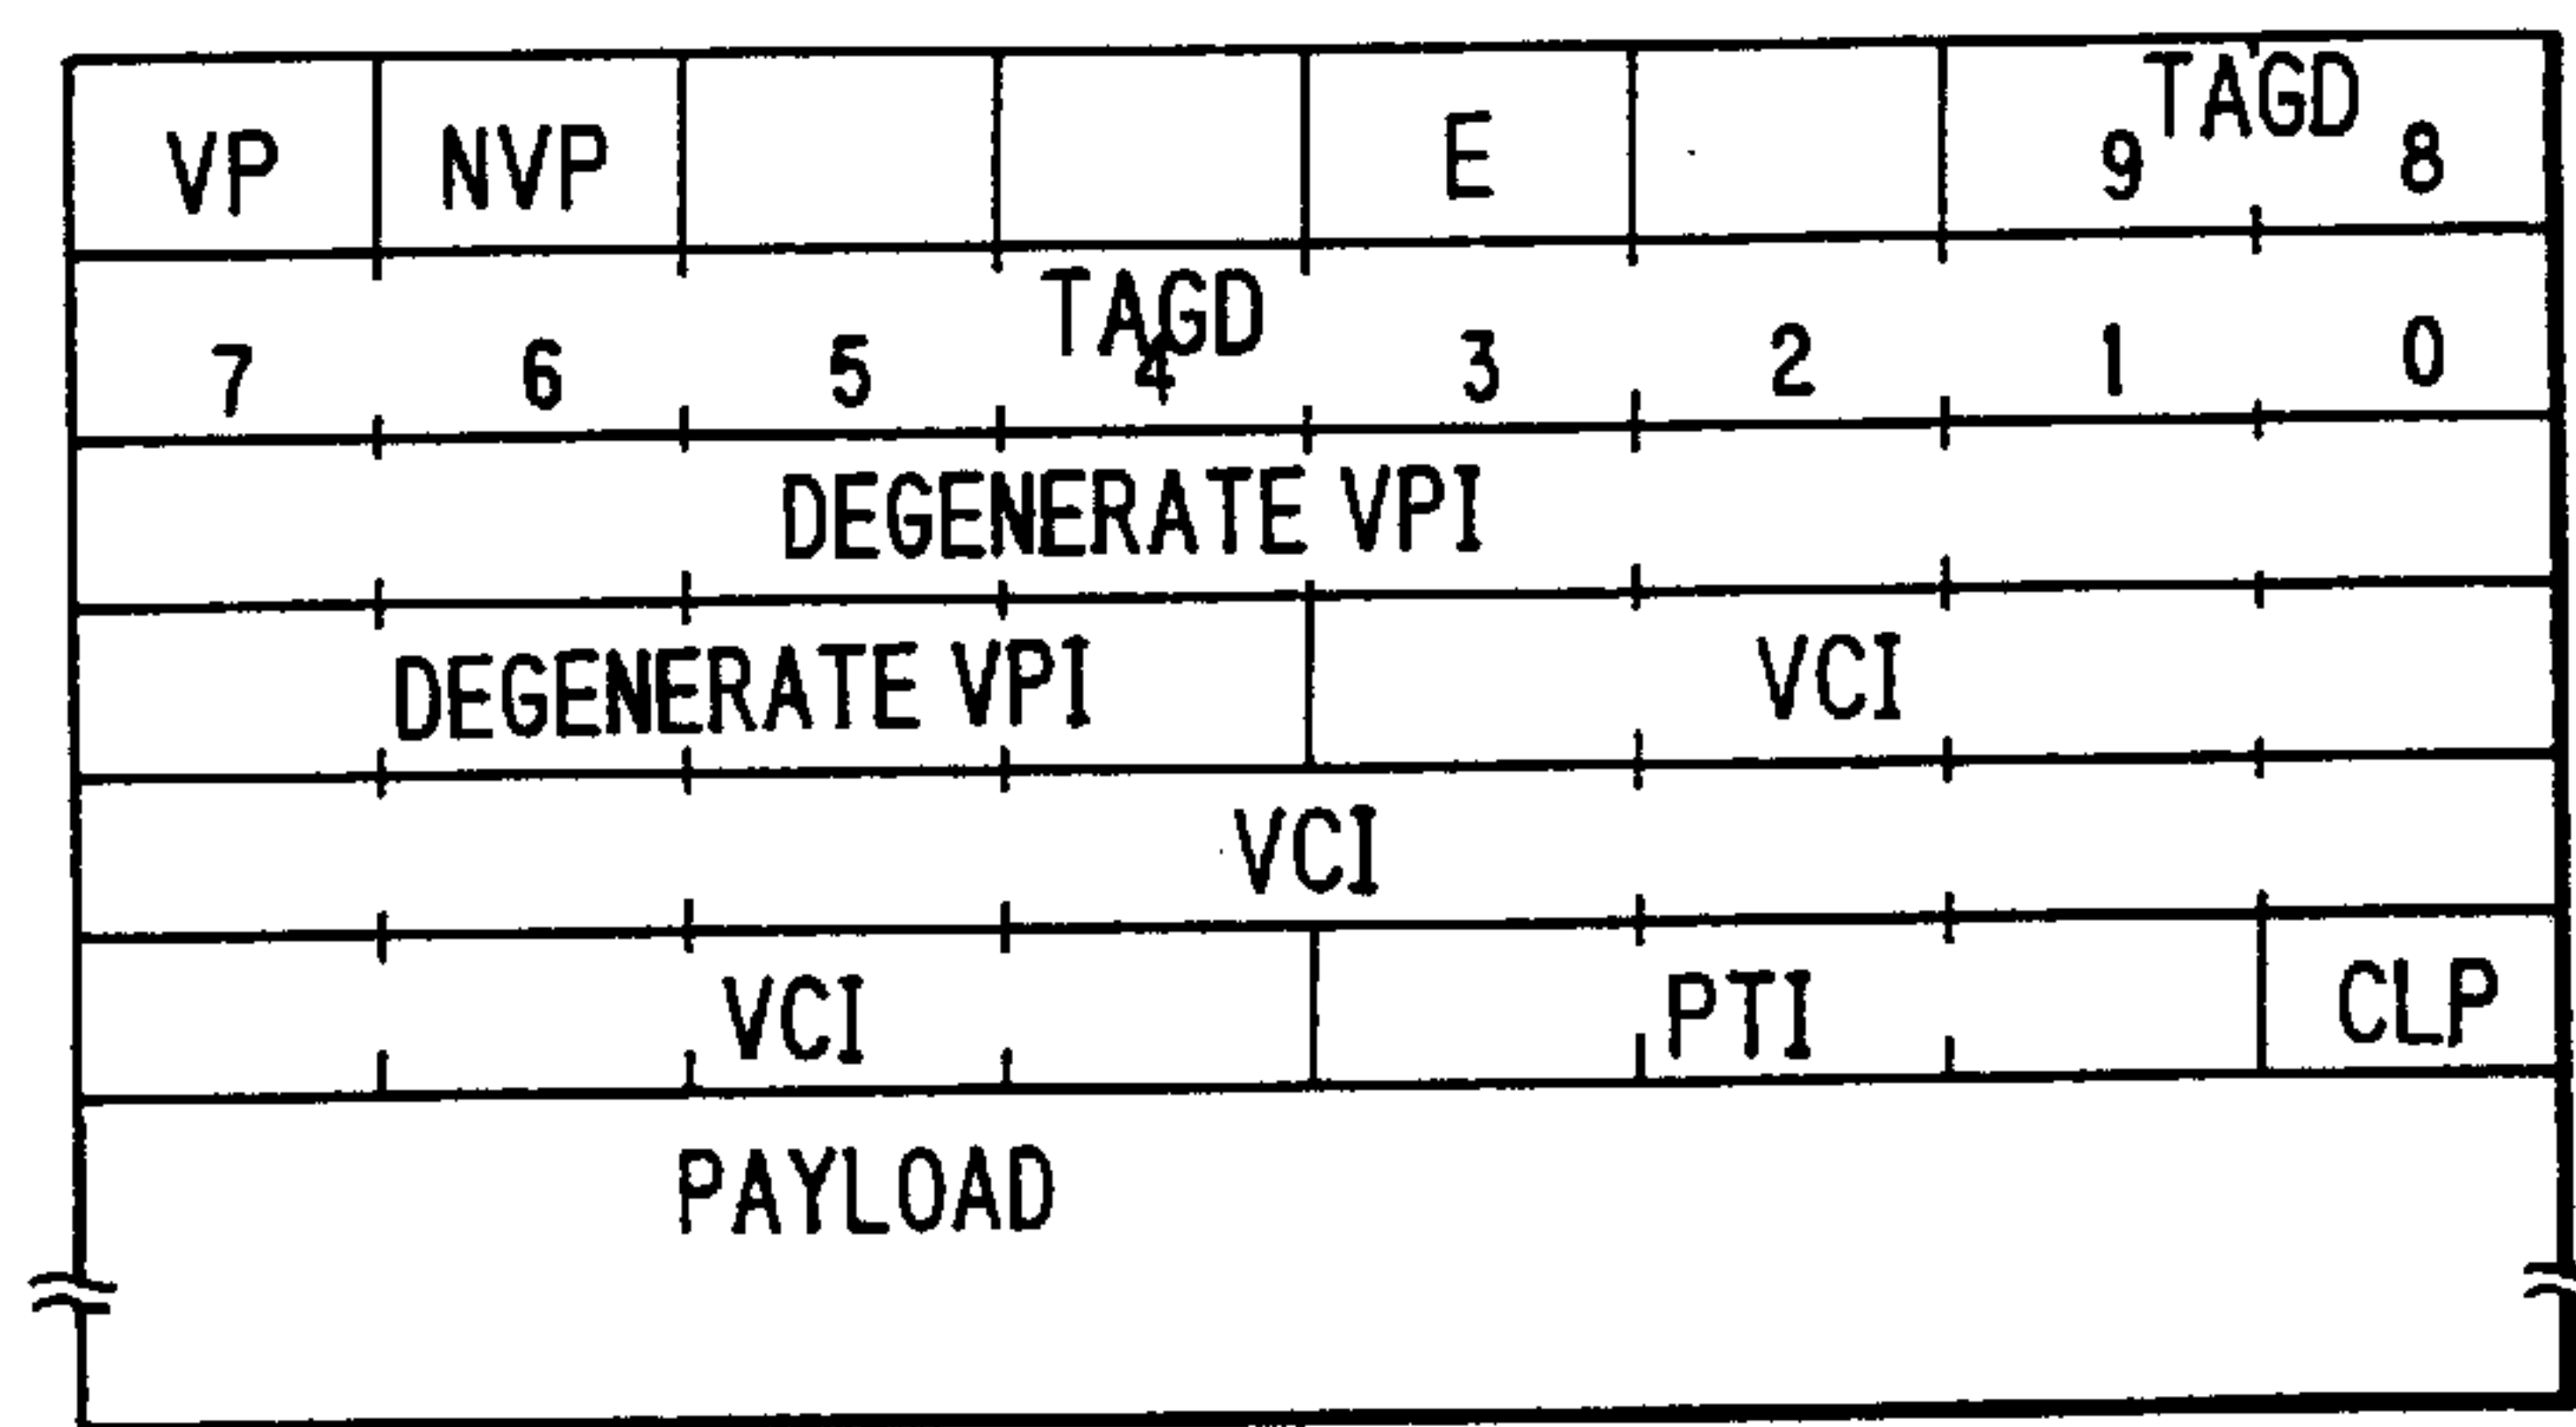 VP NVP E TAGD
9 8
TAGD
7 6 5 4 3 2 1 0
DEGENERATE VPI
DEGENERATE VPI VCI
VCI
VCI PTI CLP
PAYLOAD